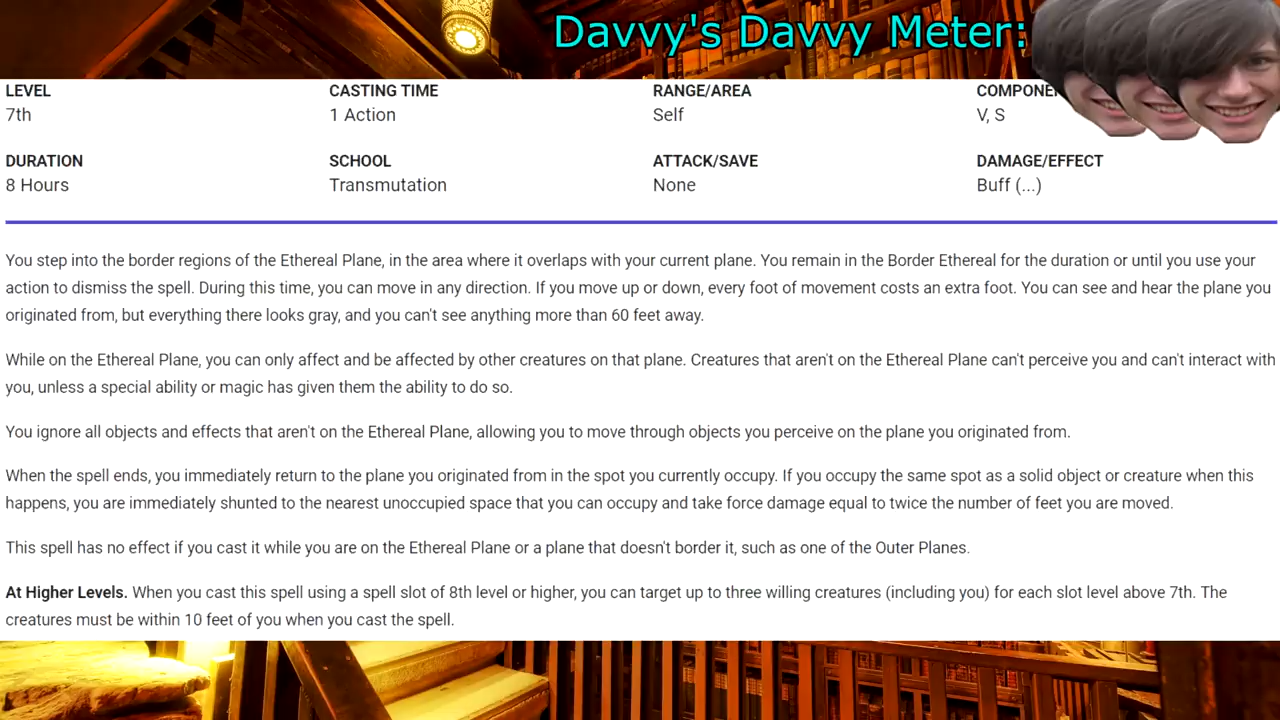 Davvy's Davvy Meter:
LEVEL CASTING TIME RANGE/AREA
7th 1 Action Self V, S
DURATION SCHOOL ATTACK/SAVE DAMAGE/EFFECT
8 Hours Transmutation None Buff (...)
You step into the border regions of the Ethereal Plane, in the area where it overlaps with your current plane. You remain in the Border Ethereal for the duration or until you use your
action to dismiss the spell. During this time, you can move in any direction. If you move up or down, every foot of movement costs an extra foot. You can see and hear the plane you
originated from, but everything there looks gray, and you can't see anything more than 60 feet away.
While on the Ethereal Plane, you can only affect and be affected by other creatures on that plane. Creatures that aren't on the Ethereal Plane can't perceive you and can't interact with
you, unless a special ability or magic has given them the ability to do so.
You ignore all objects and effects that aren't on the Ethereal Plane, allowing you to move through objects you perceive on the plane you originated from.
When the spell ends, you immediately return to the plane you originated from in the spot you currently occupy. If you occupy the same spot as a solid object or creature when this
happens, you are immediately shunted to the nearest unoccupied space that you can occupy and take force damage equal to twice the number of feet you are moved.
This spell has no effect if you cast it while you are on the Ethereal Plane or a plane that doesn't border it, such as one of the Outer Planes.
At Higher Levels. When you cast this spell using a spell slot of 8th level or higher, you can target up to three willing creatures (including you) for each slot level above 7th. The
creatures must be within 10 feet of you when you cast the spell.